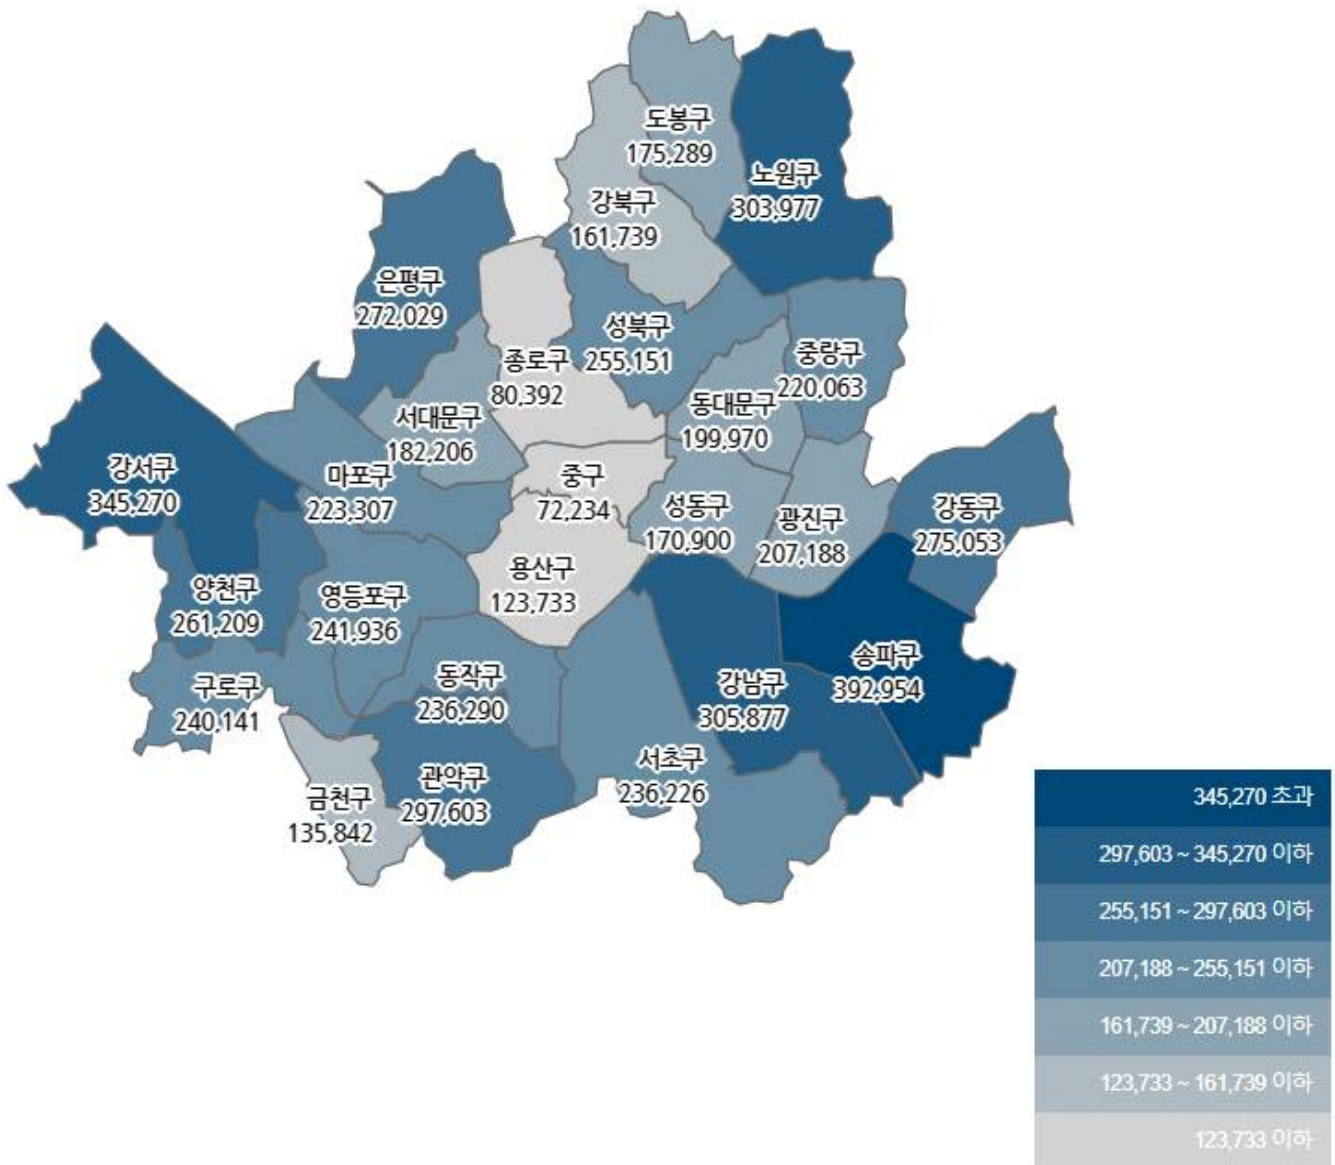 도봉구
175,289
노원구
303,977
강북구
161,739
은평구
272,029
성북구
255,151
중랑구
220,063
종로구
80,392
동대문구
199,970
서대문구
182,206
강서구
345,270
마포구
223,307
중구
72,234
성동구
170,900
광진구
207,188
강동구
275,053
용산구
123,733
양천구
261,209
영등포구
241,936
송파구
392,954
구로구
240,141
동작구
236,290
강남구
305,877
서초구
236,226
관악구
297,603
금천구
135,842
345,270 초과
297,603 ~ 345,270 이하
255,151 ~ 297,603 이하
207,188 ~ 255,151 이하
161,739 ~ 207,188 이하
123,733 ~ 161,739 이하
123,733 이하